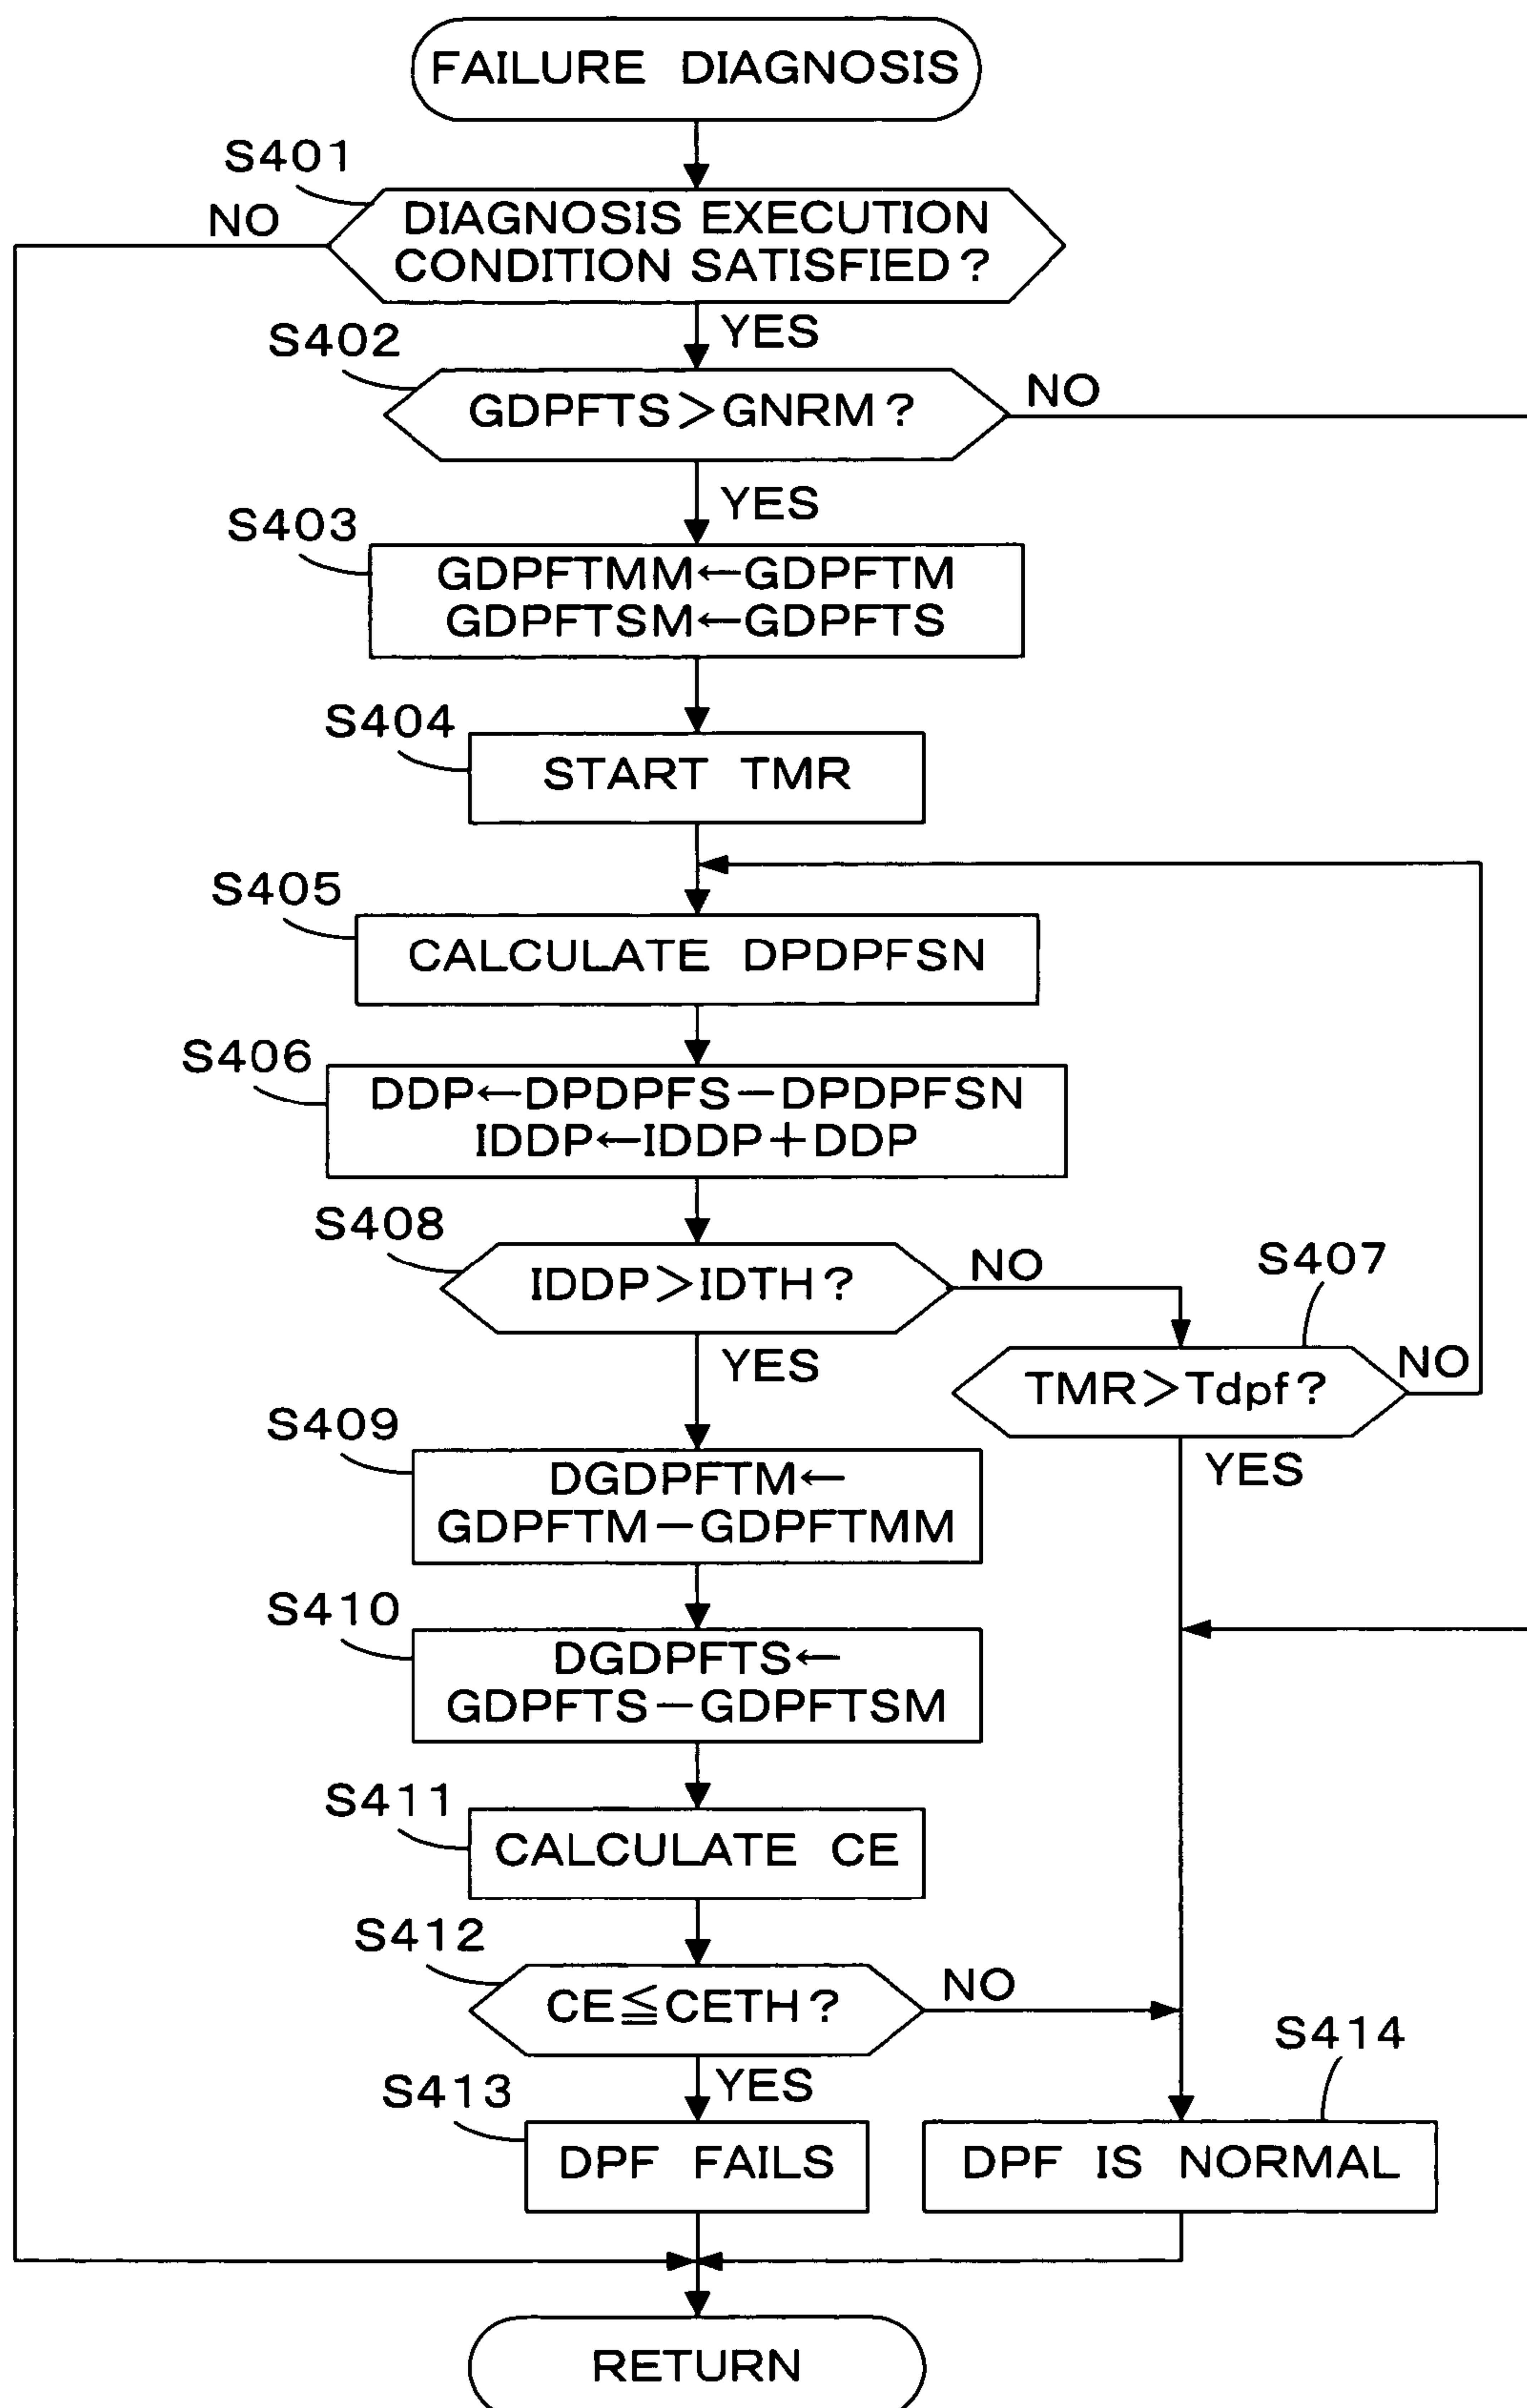 FAILURE DIAGNOSIS
S401
NO
DIAGNOSIS EXECUTION
CONDITION SATISFIED?
YES
S402
GDPFTS>GNRM?
NO
YES
S403
GDPFTMM←GDPFTM
GDPFTSM←GDPFTS
S404
START TMR
S405
CALCULATE DPDPFSN
S406
DDP←DPDPFS−DPDPFSN
IDDP←IDDP+DDP
S408
IDDP>IDTH?
NO
S407
YES
TMR>Tdpf?
NO
YES
S409
DGDPFTM←
GDPFTM−GDPFTMM
S410
DGDPFTS←
GDPFTS−GDPFTSM
S411
CALCULATE CE
S412
CE≦CETH?
NO
S414
YES
S413
DPF FAILS
DPF IS NORMAL
RETURN